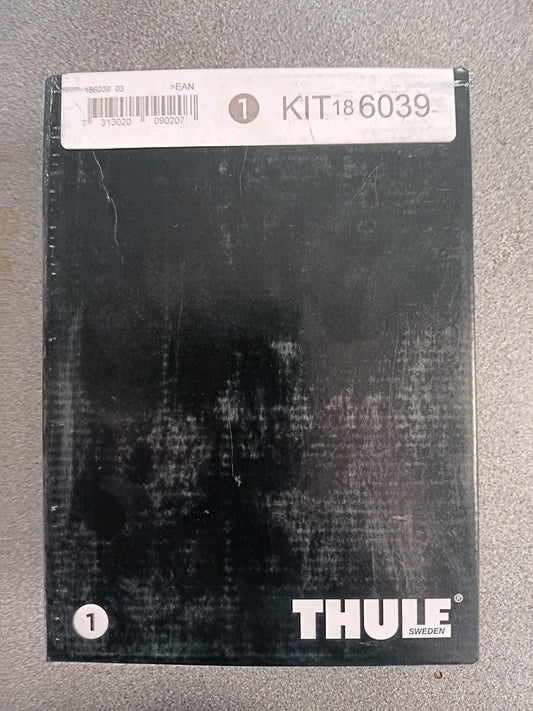 186039 03 >EAN
7 313020 090207
1 KIT 18 6039
1
THULE®
SWEDEN